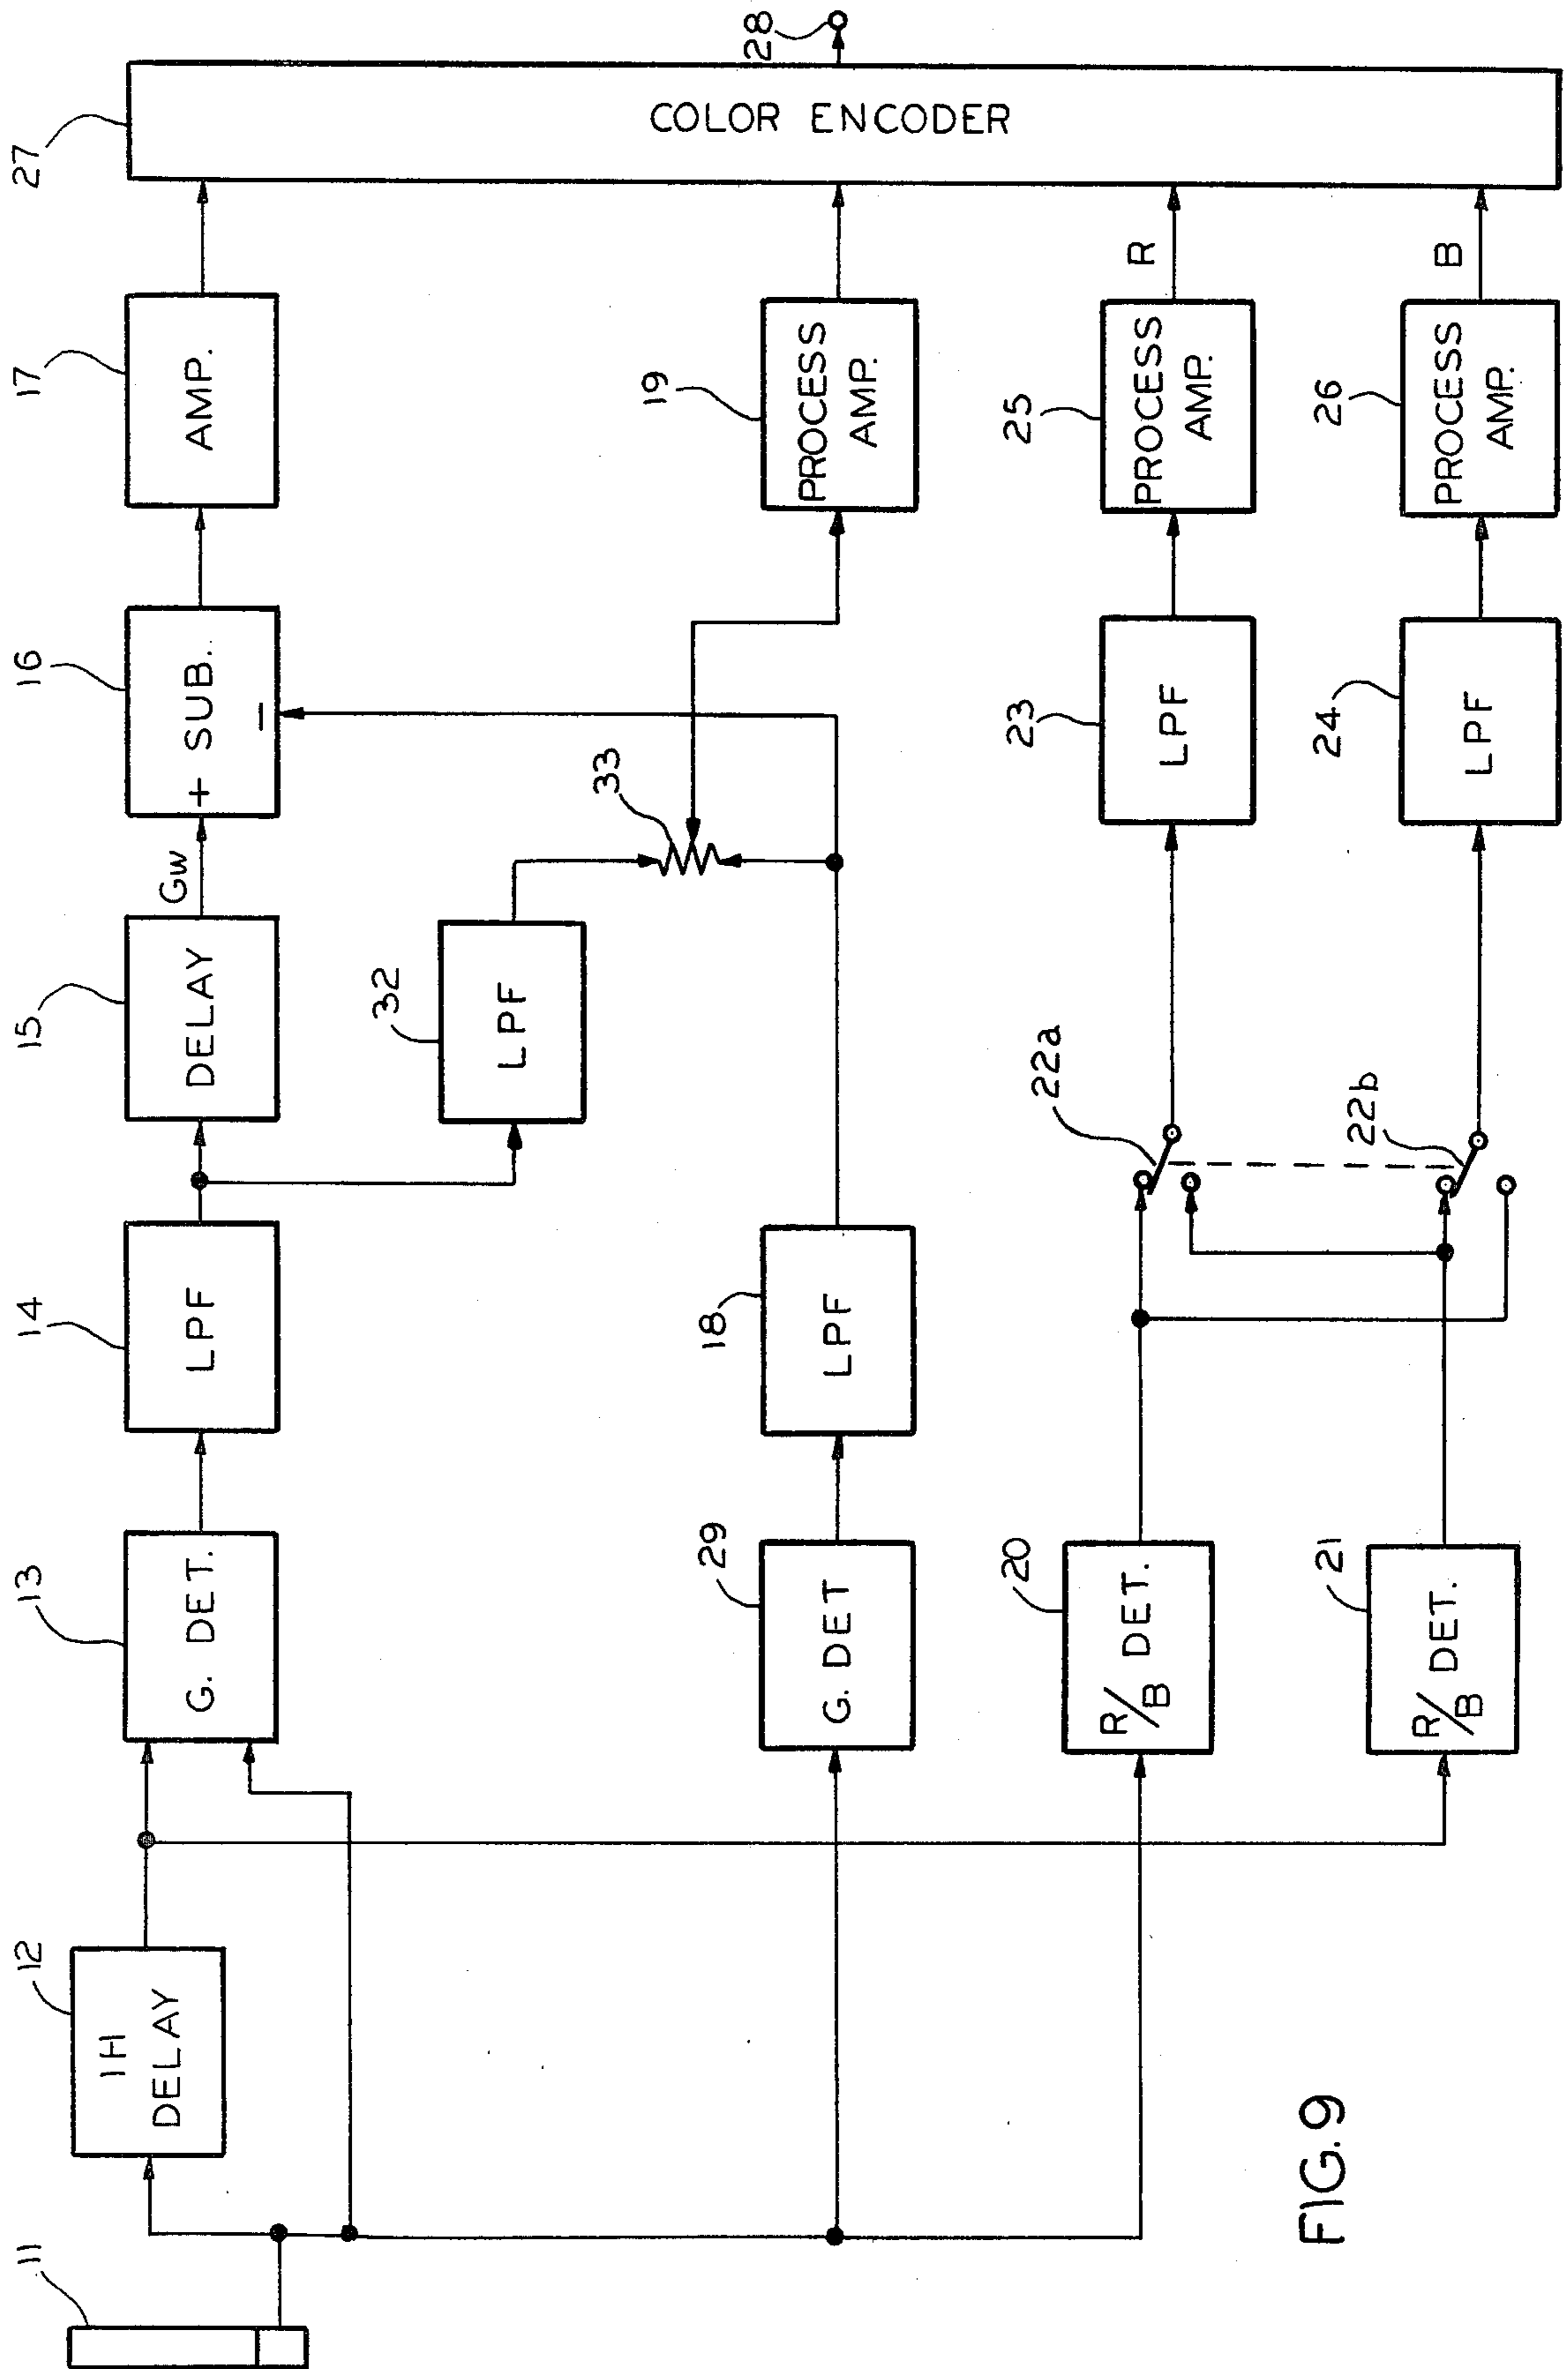 11
12
1H
DELAY
13
G. DET.
14
LPF
15
DELAY
Gw
16
+ SUB.
−
17
AMP.
27
COLOR ENCODER
28
32
LPF
33
29
G. DET
18
LPF
19
PROCESS
AMP.
20
R/B DET.
21
R/B DET.
22a
22b
23
LPF
24
LPF
25
PROCESS
AMP.
R
26
PROCESS
AMP.
B
FIG. 9